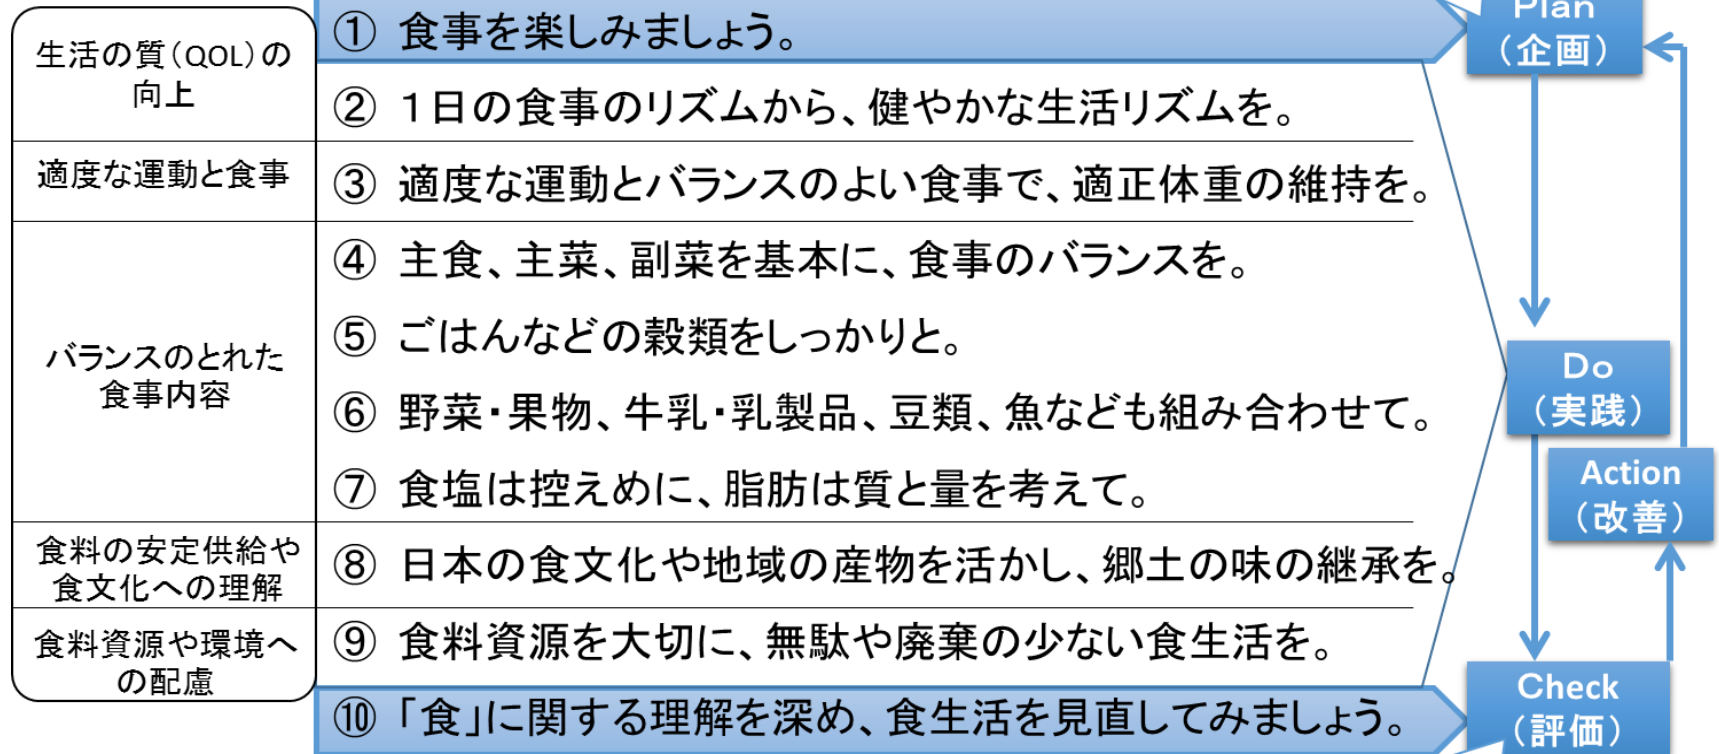 生活の質（QOL）の
向上
① 食事を楽しみましょう。
② １日の食事のリズムから、健やかな生活リズムを。
適度な運動と食事
③ 適度な運動とバランスのよい食事で、適正体重の維持を。
バランスのとれた
食事内容
④ 主食、主菜、副菜を基本に、食事のバランスを。
⑤ ごはんなどの穀類をしっかりと。
⑥ 野菜・果物、牛乳・乳製品、豆類、魚なども組み合わせて。
⑦ 食塩は控えめに、脂肪は質と量を考えて。
食料の安定供給や
食文化への理解
⑧ 日本の食文化や地域の産物を活かし、郷土の味の継承を。
食料資源や環境へ
の配慮
⑨ 食料資源を大切に、無駄や廃棄の少ない食生活を。
⑩ 「食」に関する理解を深め、食生活を見直してみましょう。
Plan
（企画）
Do
（実践）
Action
（改善）
Check
（評価）